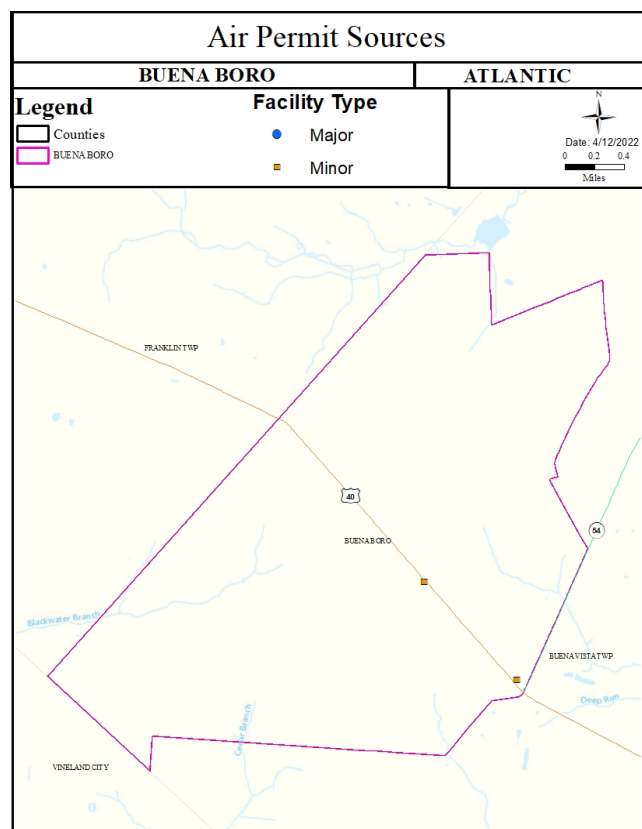 Air Permit Sources
BUENA BORO
ATLANTIC
Legend
Counties
BUENA BORO
Facility Type
Major
Minor
N
Date: 4/12/2022
0 0.2 0.4
Miles
FRANKLIN TWP
40
BUENA BORO
54
Blackwater Branch
BUENA VISTA TWP
Deep Run
Cedar Branch
VINELAND CITY